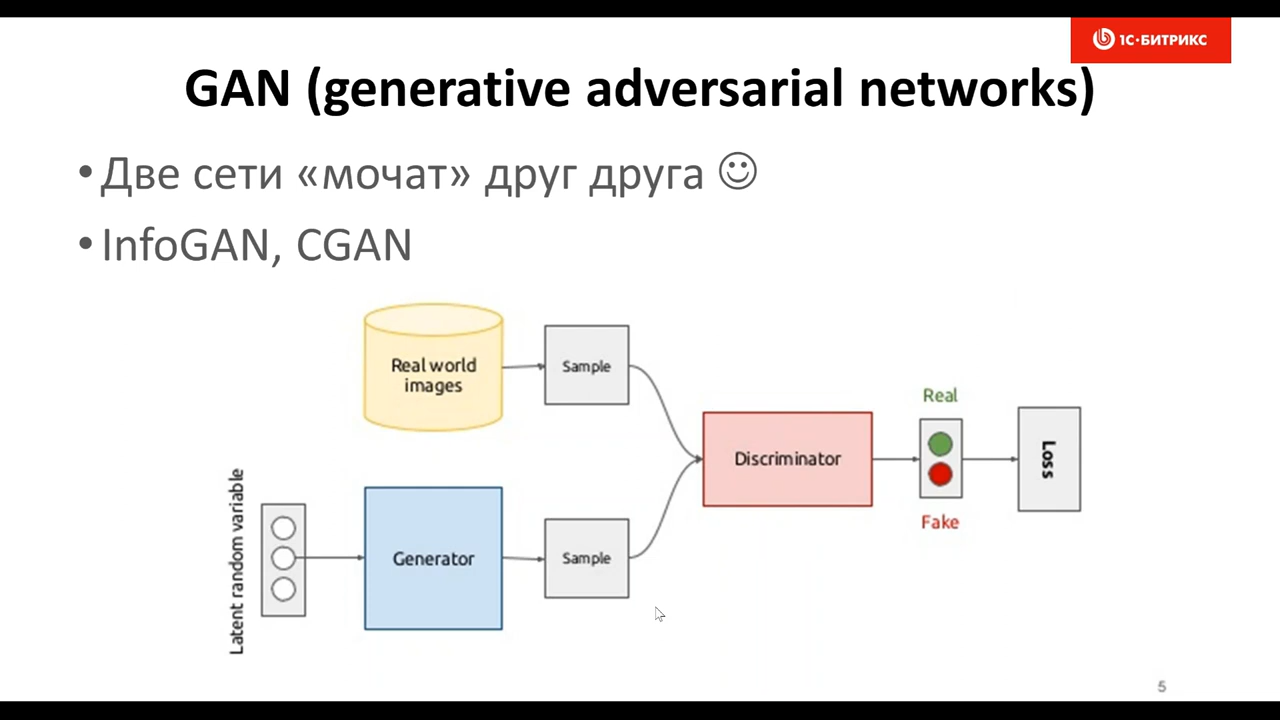 1С·БИТРИКС
GAN (generative adversarial networks)
•Две сети «мочат» друг друга ☺
•InfoGAN, CGAN
Real world
images
Sample
Real
Discriminator
Loss
Fake
Latent random variable
Generator
Sample
5